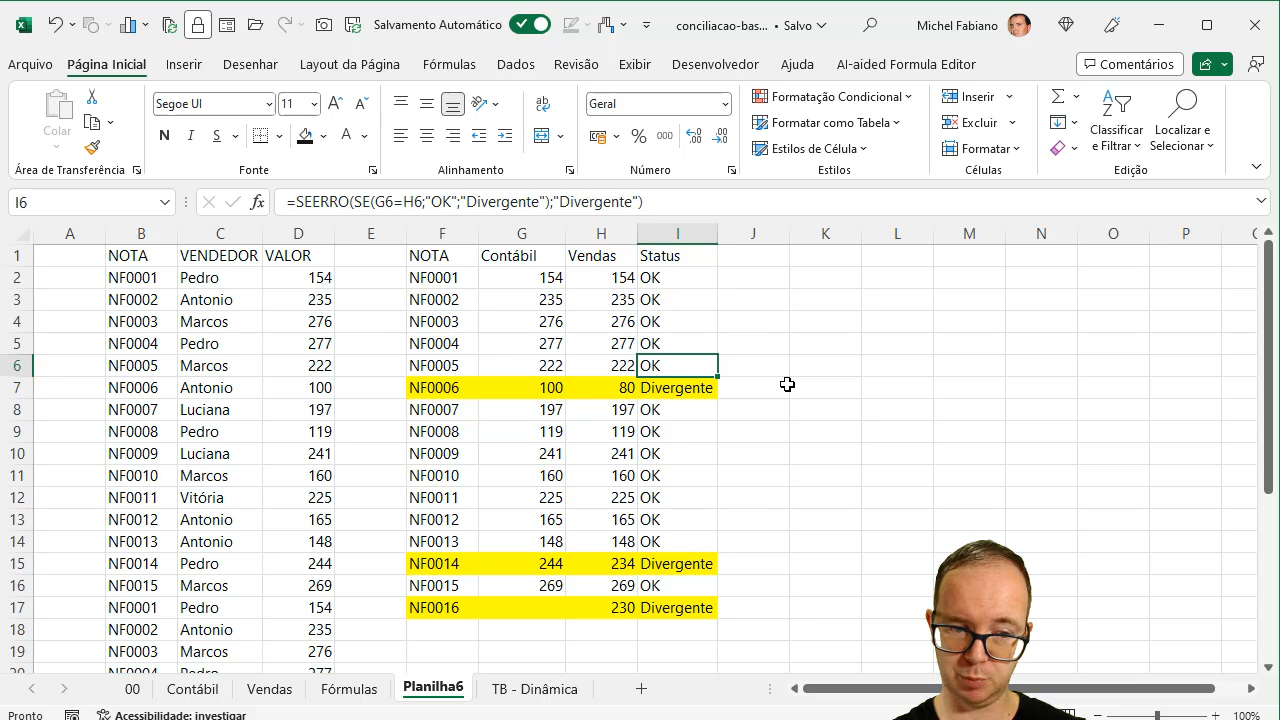 Salvamento Automático
conciliacao-bas... • Salvo
Michel Fabiano
Arquivo Página Inicial Inserir Desenhar Layout da Página Fórmulas Dados Revisão Exibir Desenvolvedor Ajuda AI-aided Formula Editor Comentários
Colar
Área de Transferência
Segoe UI 11
N I S A
Fonte
ab
Alinhamento
Geral
% 000
Número
Formatação Condicional
Formatar como Tabela
Estilos de Célula
Estilos
Inserir
Excluir
Formatar
Células
Classificar e Filtrar
Localizar e Selecionar
Edição
I6 fx =SEERRO(SE(G6=H6;"OK";"Divergente");"Divergente")
A B C D E F G H I J K L M N O P
1 NOTA VENDEDOR VALOR NOTA Contábil Vendas Status
2 NF0001 Pedro 154 NF0001 154 154 OK
3 NF0002 Antonio 235 NF0002 235 235 OK
4 NF0003 Marcos 276 NF0003 276 276 OK
5 NF0004 Pedro 277 NF0004 277 277 OK
6 NF0005 Marcos 222 NF0005 222 222 OK
7 NF0006 Antonio 100 NF0006 100 80 Divergente
8 NF0007 Luciana 197 NF0007 197 197 OK
9 NF0008 Pedro 119 NF0008 119 119 OK
10 NF0009 Luciana 241 NF0009 241 241 OK
11 NF0010 Marcos 160 NF0010 160 160 OK
12 NF0011 Vitória 225 NF0011 225 225 OK
13 NF0012 Antonio 165 NF0012 165 165 OK
14 NF0013 Antonio 148 NF0013 148 148 OK
15 NF0014 Pedro 244 NF0014 244 234 Divergente
16 NF0015 Marcos 269 NF0015 269 269 OK
17 NF0001 Pedro 154 NF0016 230 Divergente
18 NF0002 Antonio 235
19 NF0003 Marcos 276
20 NF0004 Pedro 277
00 Contábil Vendas Fórmulas Planilha6 TB - Dinâmica
Pronto Acessibilidade: investigar 100%